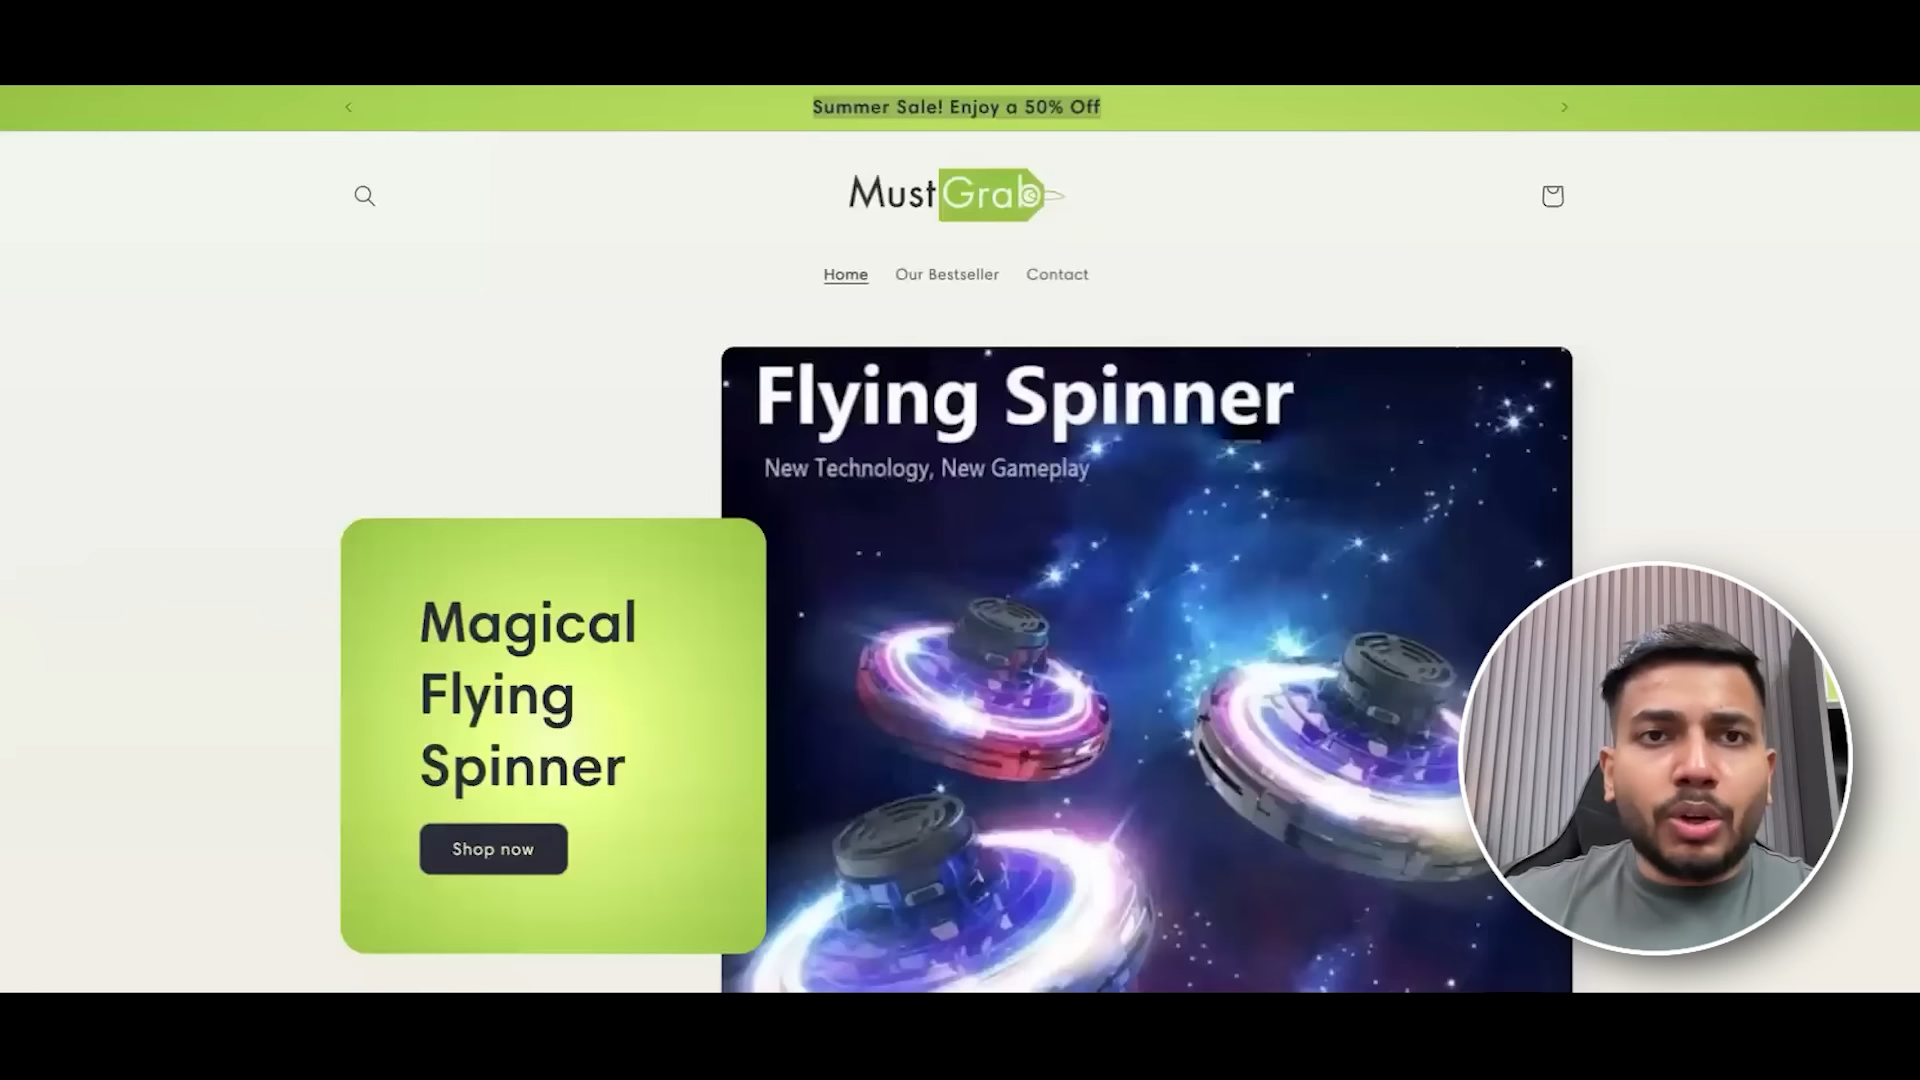 Summer Sale! Enjoy a 50% Off
MustGrab
Home Our Bestseller Contact
Flying Spinner
New Technology, New Gameplay
Magical
Flying
Spinner
Shop now